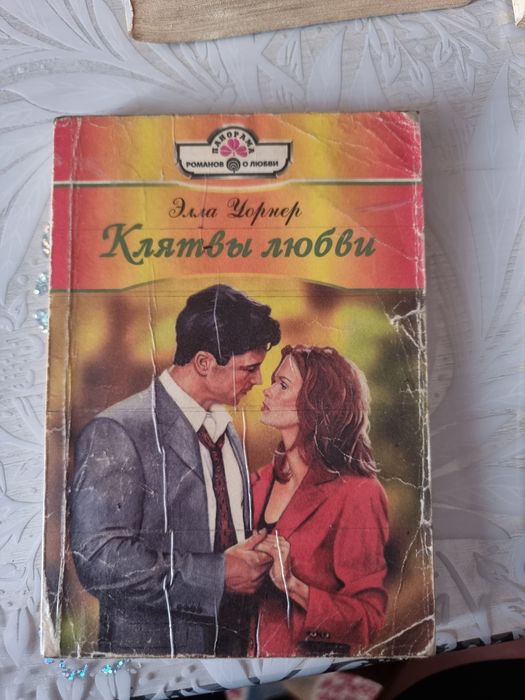 ПАНОРАМА
РОМАНОВ О ЛЮБВИ
Элла Уорнер
Клятвы любви